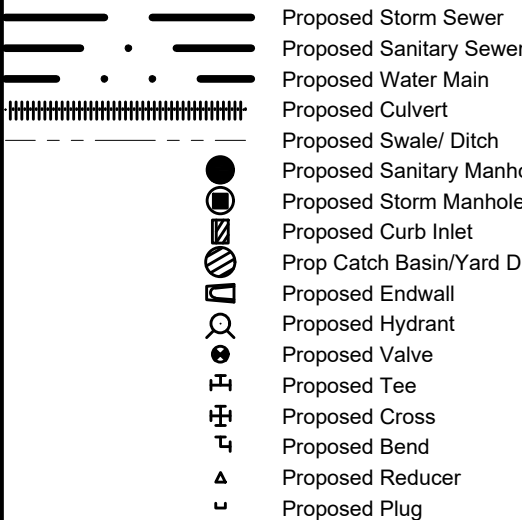 Proposed Storm Sewer
Proposed Sanitary Sewer
Proposed Water Main
Proposed Culvert
Proposed Swale/ Ditch
Proposed Sanitary
Proposed Storm Manhole
Proposed Curb Inlet
Prop Catch Basin/Yard
Proposed Endwall
Proposed Hydrant
Proposed Valve
Proposed Tee
Proposed Cross
Proposed Bend
Proposed Reducer
Proposed Plug